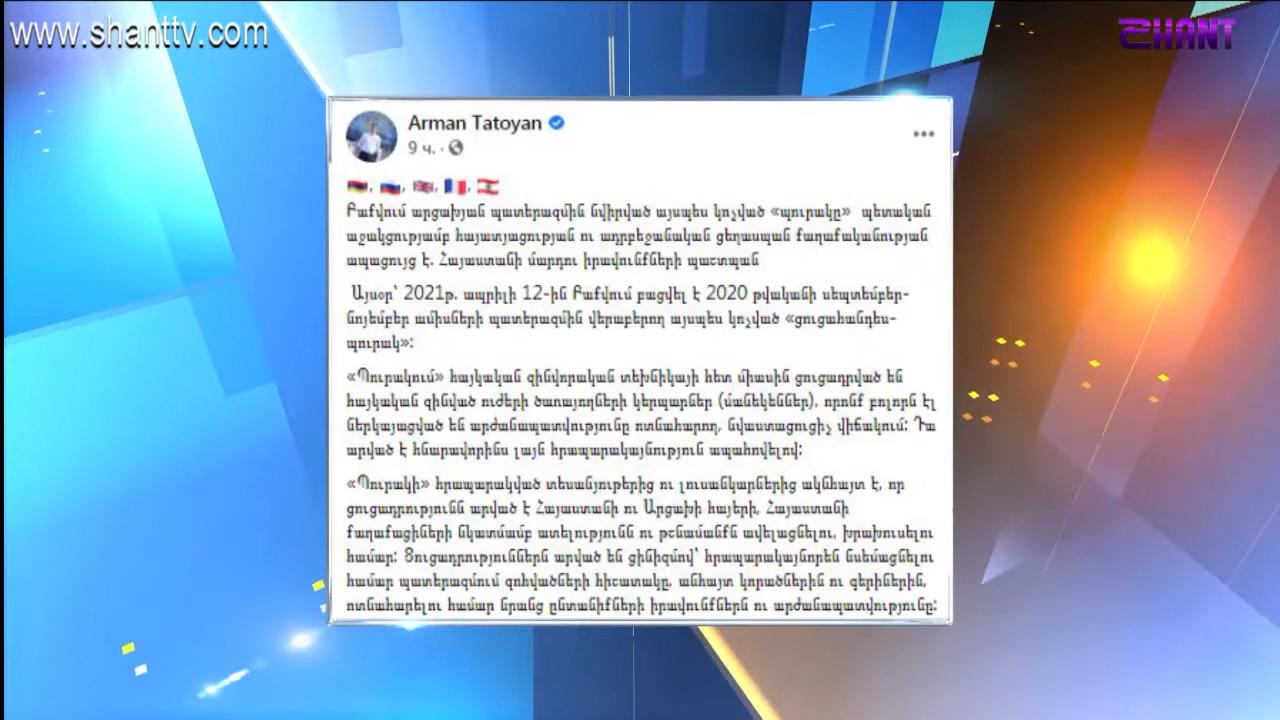 www.shanttv.com
SHANT
Arman Tatoyan
9 ч. ·
Բաքվում արցախյան պատերազմին նվիրված այսպես կոչված «պուրակը» պետական
աջակցությամբ հայատյացության ու ադրբեջանական ցեղասպան քաղաքականության
ապացույց է. Հայաստանի մարդու իրավունքների պաշտպան
Այսօր՝ 2021թ. ապրիլի 12-ին Բաքվում բացվել է 2020 թվականի սեպտեմբեր-
նոյեմբեր ամիսների պատերազմին վերաբերող այսպես կոչված «ցուցահանդես-
պուրակ»:
«Պուրակում» հայկական զինվորական տեխնիկայի հետ միասին ցուցադրված են
հայկական զինված ուժերի ծառայողների կերպարներ (մանեկեններ), որոնք բոլորն էլ
ներկայացված են արժանապատվությունը ոտնահարող, նվաստացուցիչ վիճակում: Դա
արված է հնարավորինս լայն հրապարակայնություն ապահովելով:
«Պուրակի» հրապարակված տեսանյութերից ու լուսանկարներից ակնհայտ է, որ
ցուցադրությունն արված է Հայաստանի ու Արցախի հայերի, Հայաստանի
քաղաքացիների նկատմամբ ատելությունն ու թշնամանքն ավելացնելու, խրախուսելու
համար: Ցուցադրություններն արված են ցինիզմով՝ հրապարակայնորեն նսեմացնելու
համար պատերազմում զոհվածների հիշատակը, անհայտ կորածներին ու գերիներին,
ոտնահարելու համար նրանց ընտանիքների իրավունքներն ու արժանապատվությունը: